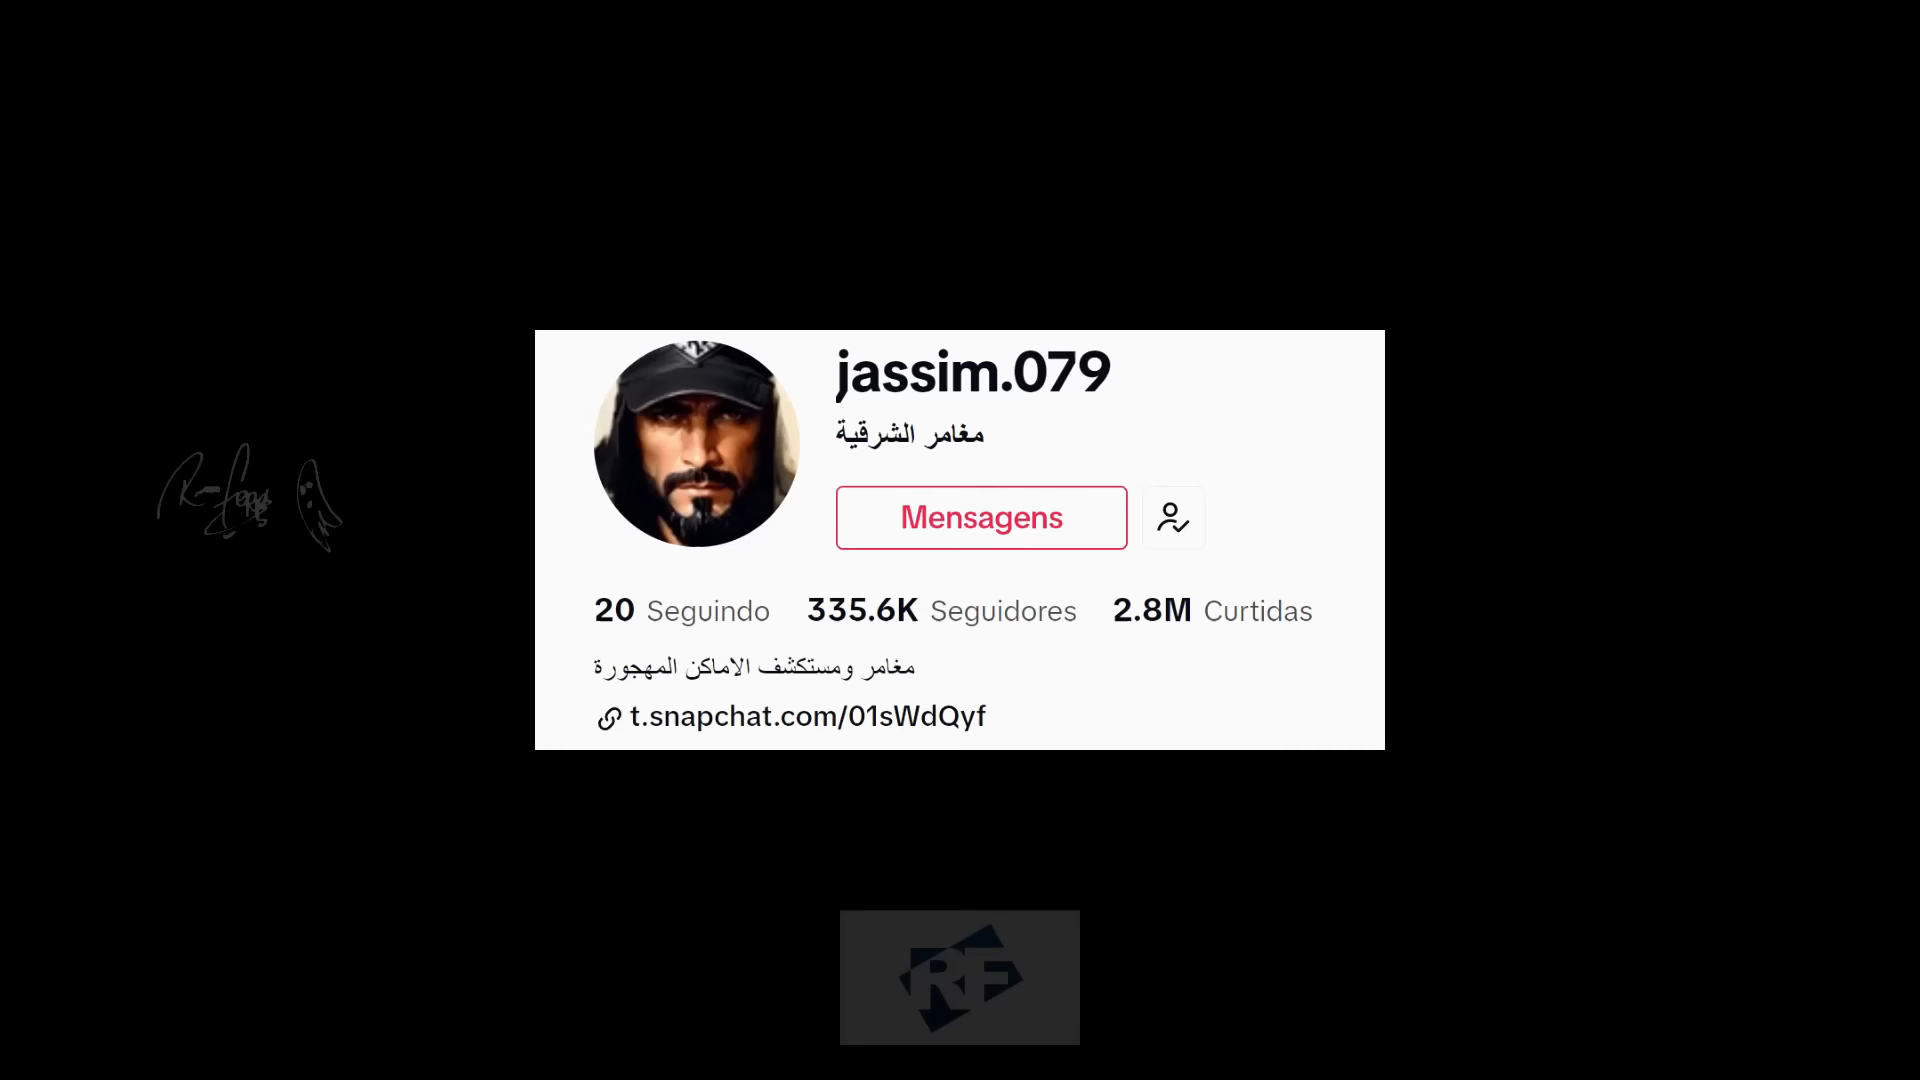 jassim.079
مغامر الشرقية
Mensagens
20 Seguindo 335.6K Seguidores 2.8M Curtidas
مغامر ومستكشف الاماكن المهجورة
t.snapchat.com/01sWdQyf
RF